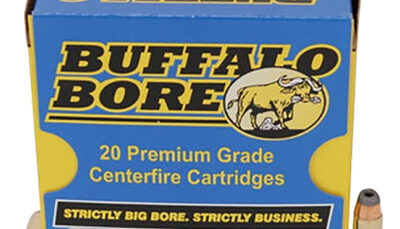 BUFFALO
BORE
20 Premium Grade
Centerfire Cartridges
STRICTLY BIG BORE. STRICTLY BUSINESS.